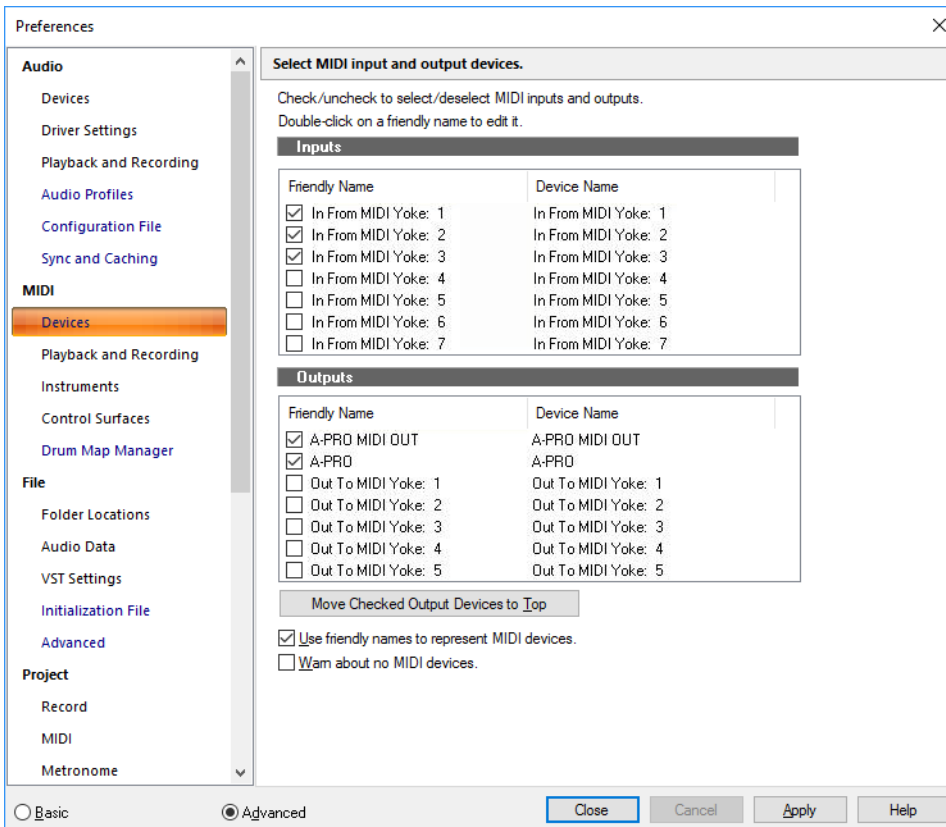 Preferences
Audio
Devices
Driver Settings
Playback and Recording
Audio Profiles
Configuration File
Sync and Caching
MIDI
Devices
Playback and Recording
Instruments
Control Surfaces
Drum Map Manager
File
Folder Locations
Audio Data
VST Settings
Initialization File
Advanced
Project
Record
MIDI
Metronome
Select MIDI input and output devices.
Check/uncheck to select/deselect MIDI inputs and outputs.
Double-click on a friendly name to edit it.
Inputs
Friendly Name Device Name
In From MIDI Yoke: 1 In From MIDI Yoke: 1
In From MIDI Yoke: 2 In From MIDI Yoke: 2
In From MIDI Yoke: 3 In From MIDI Yoke: 3
In From MIDI Yoke: 4 In From MIDI Yoke: 4
In From MIDI Yoke: 5 In From MIDI Yoke: 5
In From MIDI Yoke: 6 In From MIDI Yoke: 6
In From MIDI Yoke: 7 In From MIDI Yoke: 7
Outputs
Friendly Name Device Name
A-PRO MIDI OUT A-PRO MIDI OUT
A-PRO A-PRO
Out To MIDI Yoke: 1 Out To MIDI Yoke: 1
Out To MIDI Yoke: 2 Out To MIDI Yoke: 2
Out To MIDI Yoke: 3 Out To MIDI Yoke: 3
Out To MIDI Yoke: 4 Out To MIDI Yoke: 4
Out To MIDI Yoke: 5 Out To MIDI Yoke: 5
Move Checked Output Devices to Top
Use friendly names to represent MIDI devices.
Warn about no MIDI devices.
Basic Advanced Close Cancel Apply Help